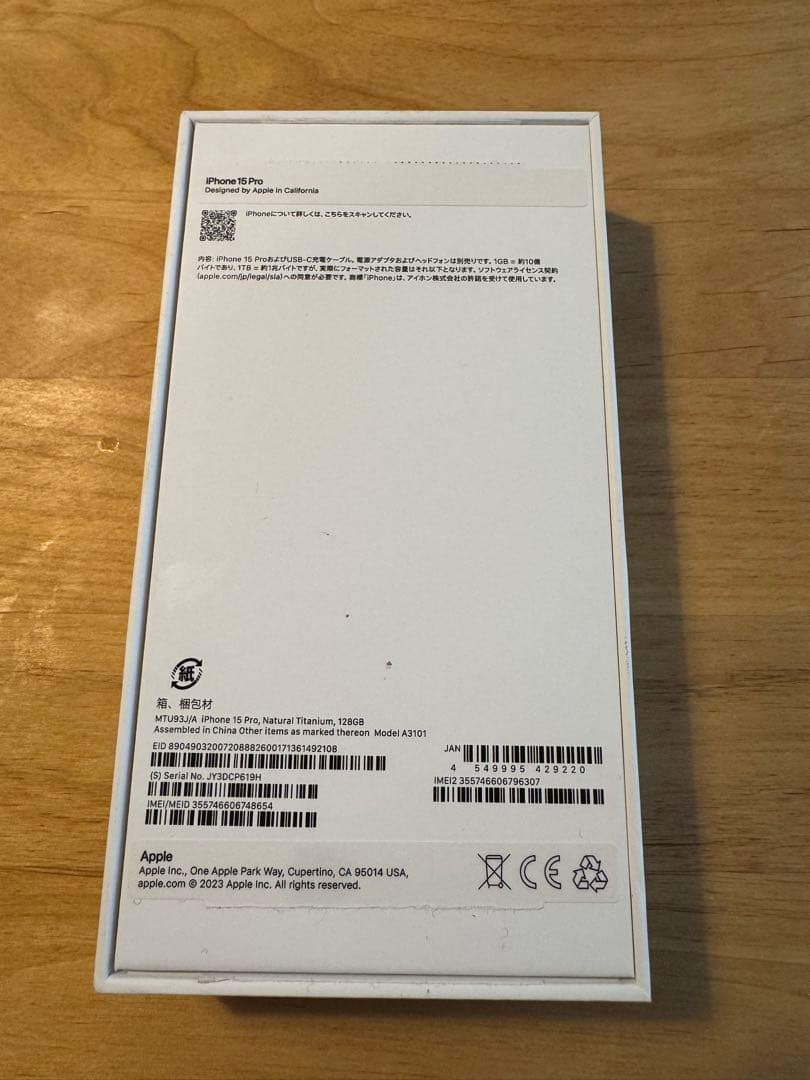 iPhone 15 Pro
Designed by Apple in California
iPhoneについて詳しくは、こちらをスキャンしてください。
内容: iPhone 15 ProおよびUSB-C充電ケーブル。電源アダプタおよびヘッドフォンは別売りです。1GB = 約10億
バイトであり、1TB = 約1兆バイトですが、実際にフォーマットされた容量はそれ以下となります。ソフトウェアライセンス契約
(apple.com/jp/legal/sla)への同意が必要です。商標「iPhone」は、アイホン株式会社の許諾を受けて使用しています。
紙
箱、梱包材
MTU93J/A iPhone 15 Pro, Natural Titanium, 128GB
Assembled in China Other items as marked thereon Model A3101
EID 89049032007208882600171361492108
JAN
4 549995 429220
(S) Serial No. JY3DCP619H
IMEI2 355746606796307
IMEI/MEID 355746606748654
Apple
Apple Inc., One Apple Park Way, Cupertino, CA 95014 USA,
apple.com © 2023 Apple Inc. All rights reserved.
CE